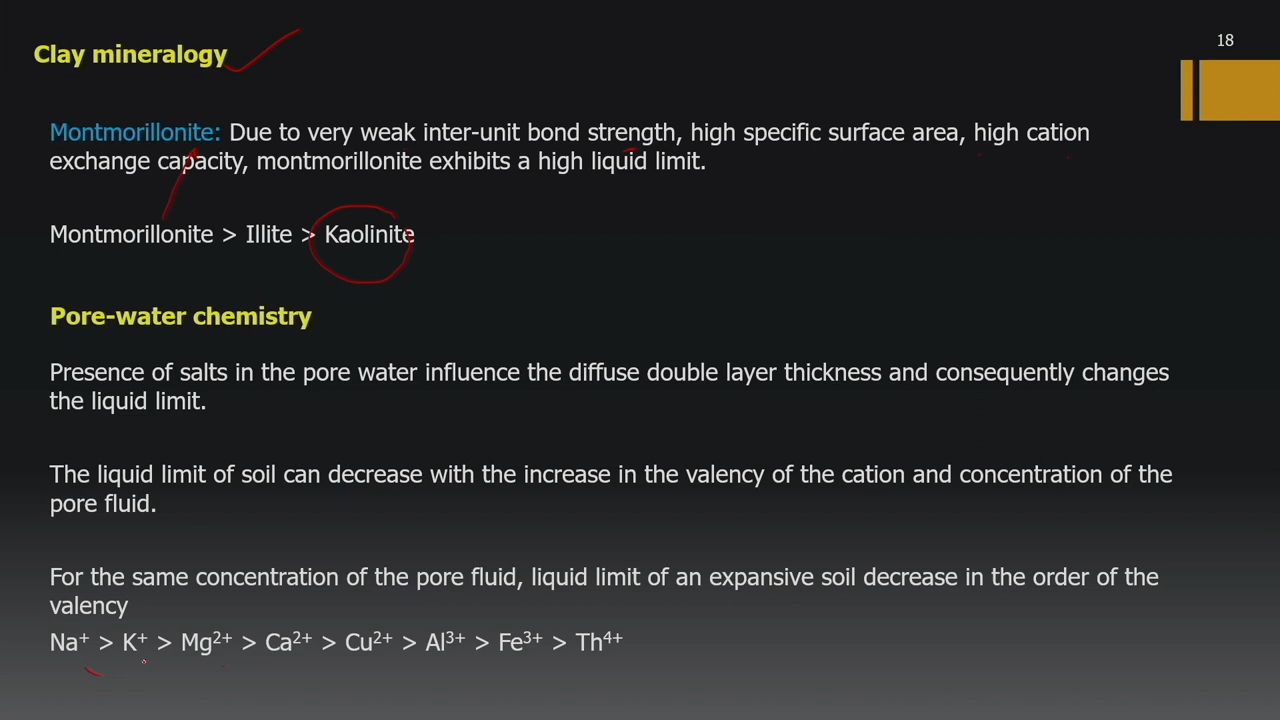 18
Clay mineralogy
Montmorillonite: Due to very weak inter-unit bond strength, high specific surface area, high cation
exchange capacity, montmorillonite exhibits a high liquid limit.
Montmorillonite > Illite > Kaolinite
Pore-water chemistry
Presence of salts in the pore water influence the diffuse double layer thickness and consequently changes
the liquid limit.
The liquid limit of soil can decrease with the increase in the valency of the cation and concentration of the
pore fluid.
For the same concentration of the pore fluid, liquid limit of an expansive soil decrease in the order of the
valency
Na⁺ > K⁺ > Mg²⁺ > Ca²⁺ > Cu²⁺ > Al³⁺ > Fe³⁺ > Th⁴⁺